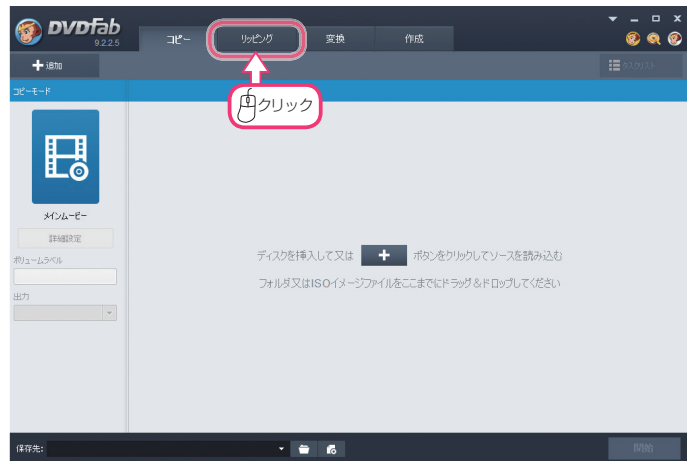 DVDFab
9.2.2.5
コピー リッピング 変換 作成
追加 タスクリスト
コピーモード
クリック
メインムービー
詳細設定
ボリュームラベル
出力
ディスクを挿入して又は ボタンをクリックしてソースを読み込む
フォルダ又はISOイメージファイルをここまでにドラッグ&ドロップしてください
保存先: 開始